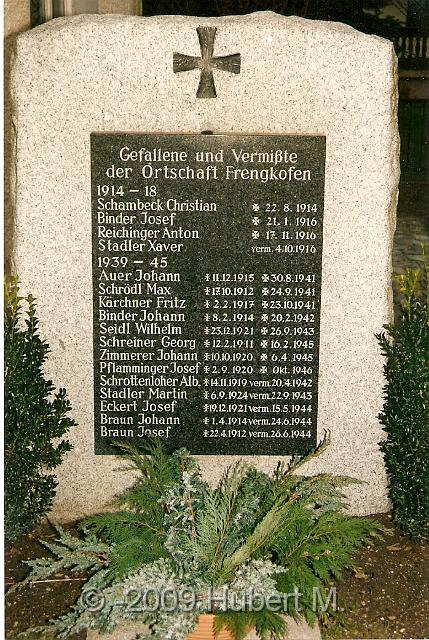 Gefallene und Vermißte
der Ortschaft Frengkofen
1914 – 18
Schambeck Christian ✠ 22. 8. 1914
Binder Josef ✠ 21. 1. 1916
Reichinger Anton ✠ 17. 11. 1916
Stadler Xaver verm. 4.10.1916
1939 – 45
Auer Johann ✝11.12.1915 ✠30.8.1941
Schrödl Max ✝17.10.1912 ✠24.9.1941
Kärchner Fritz ✝2.2.1917 ✠23.10.1941
Binder Johann ✝8.2.1914 ✠20.2.1942
Seidl Wilhelm ✝23.12.1921 ✠26.9.1943
Schreiner Georg ✝12.2.1911 ✠16.2.1945
Zimmerer Johann ✝10.10.1920. ✠6.4.1945
Pflamminger Josef ✝2.9.1920 ✠Okt.1946
Schrottenloher Alb. ✝14.11.1919 verm.20.4.1942
Stadler Martin ✝6.9.1924 verm.22.9.1943
Eckert Josef ✝19.12.1921 verm.15.5.1944
Braun Johann ✝1.4.1914 verm.24.6.1944
Braun Josef ✝22.4.1912 verm.26.6.1944
© -2009- Hubert M.